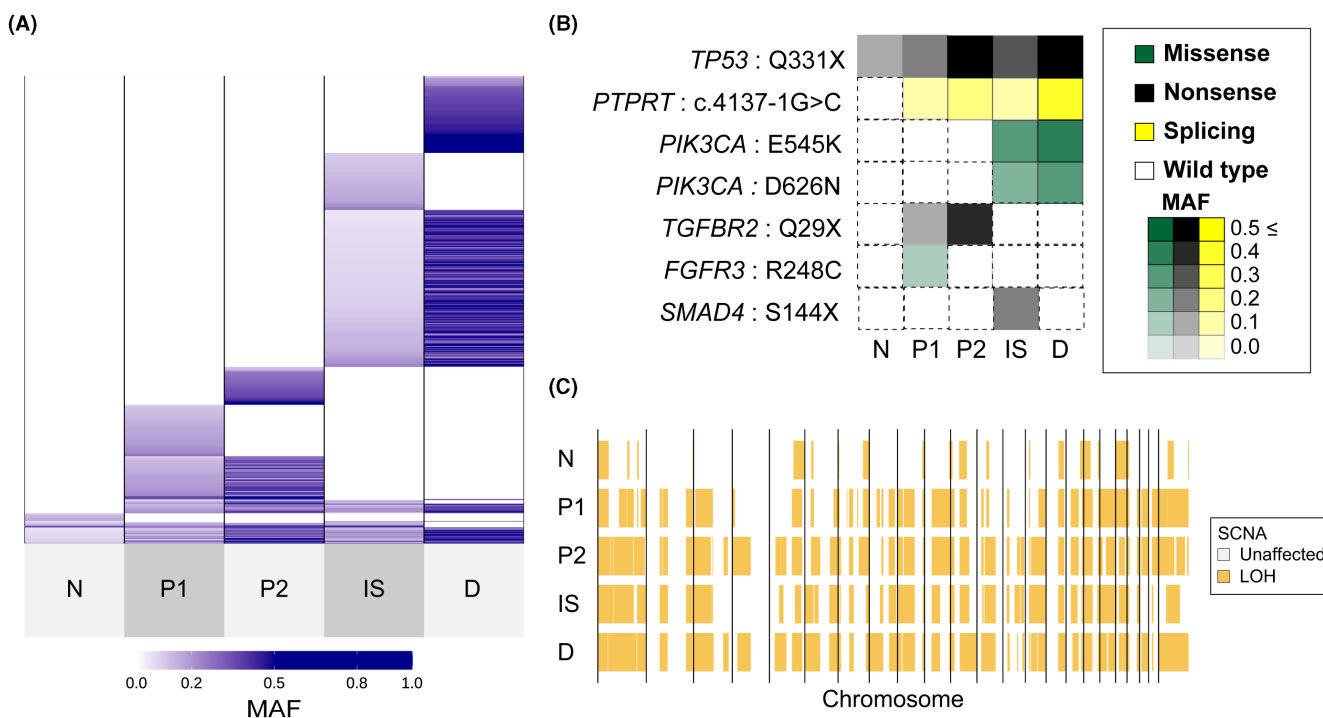 (A)
N P1 P2 IS D
0.0 0.2 0.5 0.8 1.0
MAF
(B)
TP53 : Q331X
PTPRT : c.4137-1G>C
PIK3CA : E545K
PIK3CA : D626N
TGFBR2 : Q29X
FGFR3 : R248C
SMAD4 : S144X
N P1 P2 IS D
Missense
Nonsense
Splicing
Wild type
MAF
0.5 ≤
0.4
0.3
0.2
0.1
0.0
(C)
N
P1
P2
IS
D
Chromosome
SCNA
Unaffected
LOH